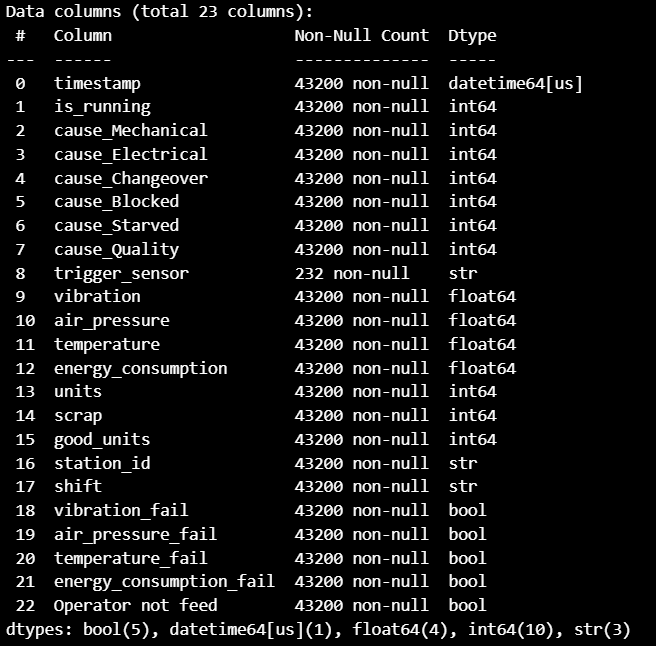 Data columns (total 23 columns):
 #   Column                   Non-Null Count  Dtype
---  ------                   --------------  -----
 0   timestamp                43200 non-null  datetime64[us]
 1   is_running               43200 non-null  int64
 2   cause_Mechanical         43200 non-null  int64
 3   cause_Electrical         43200 non-null  int64
 4   cause_Changeover         43200 non-null  int64
 5   cause_Blocked            43200 non-null  int64
 6   cause_Starved            43200 non-null  int64
 7   cause_Quality            43200 non-null  int64
 8   trigger_sensor           232 non-null    str
 9   vibration                43200 non-null  float64
 10  air_pressure             43200 non-null  float64
 11  temperature              43200 non-null  float64
 12  energy_consumption       43200 non-null  float64
 13  units                    43200 non-null  int64
 14  scrap                    43200 non-null  int64
 15  good_units               43200 non-null  int64
 16  station_id               43200 non-null  str
 17  shift                    43200 non-null  str
 18  vibration_fail           43200 non-null  bool
 19  air_pressure_fail        43200 non-null  bool
 20  temperature_fail         43200 non-null  bool
 21  energy_consumption_fail  43200 non-null  bool
 22  Operator not feed        43200 non-null  bool
dtypes: bool(5), datetime64[us](1), float64(4), int64(10), str(3)